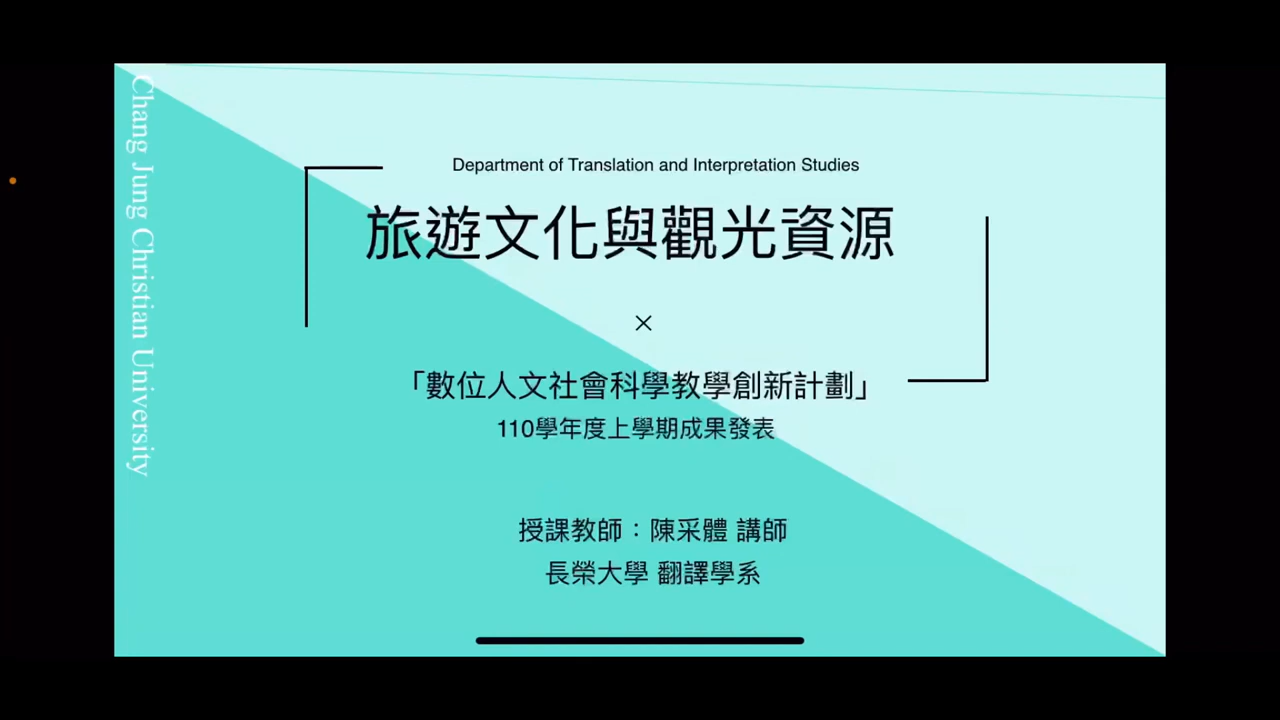 Chang Jung Christian University
Department of Translation and Interpretation Studies
旅遊文化與觀光資源
×
「數位人文社會科學教學創新計劃」
110學年度上學期成果發表
授課教師：陳采體 講師
長榮大學 翻譯學系